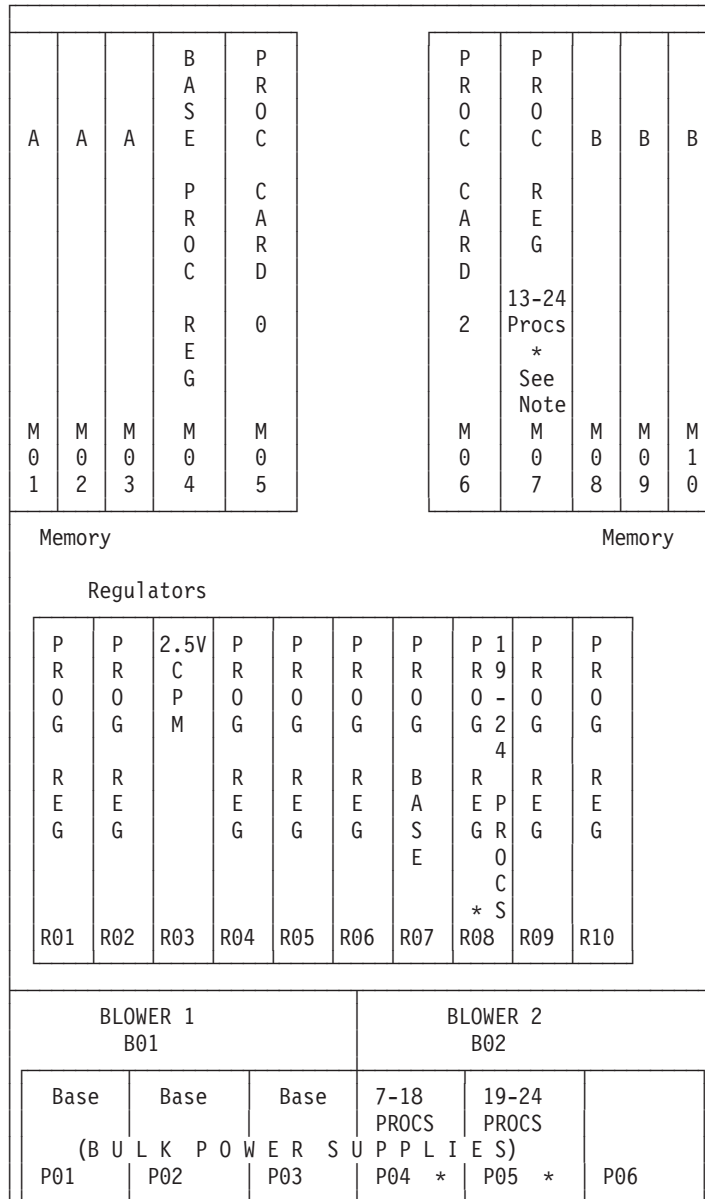 A M01
A M02
A M03
BASE PROC REG M04
PROC CARD 0 M05
PROC CARD 2 M06
PROC REG 13-24 Procs * See Note M07
B M08
B M09
B M10
Memory
Memory
Regulators
PROG REG R01
PROG REG R02
2.5V CPM R03
PROG REG R04
PROG REG R05
PROG REG R06
PROG BASE R07
PROG REG * 19-24 PROCS R08
PROG REG R09
PROG REG R10
BLOWER 1
B01
BLOWER 2
B02
Base Base Base 7-18 19-24
PROCS PROCS
(B U L K P O W E R S U P P L I E S)
P01 P02 P03 P04 * P05 * P06